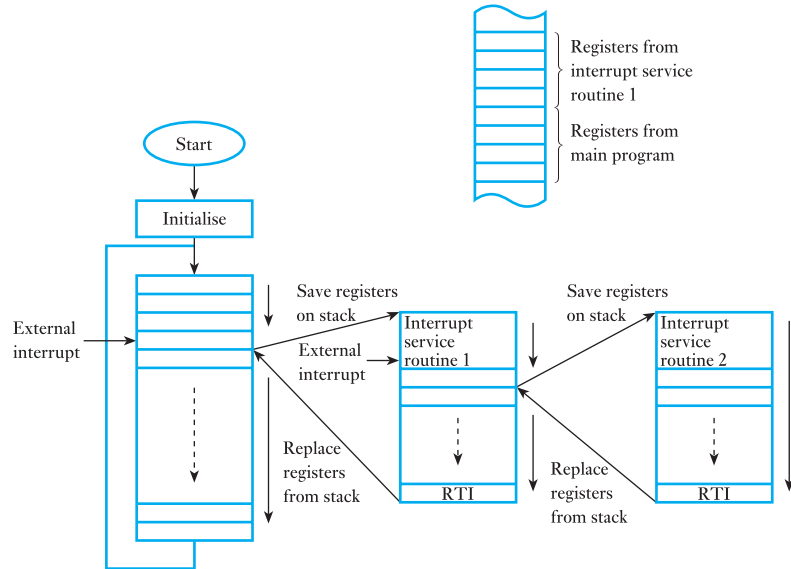 Registers from
interrupt service
routine 1
Registers from
main program
Start
Initialise
External
interrupt
Save registers
on stack
External
interrupt
Replace
registers
from stack
Interrupt
service
routine 1
RTI
Save registers
on stack
Replace
registers
from stack
Interrupt
service
routine 2
RTI